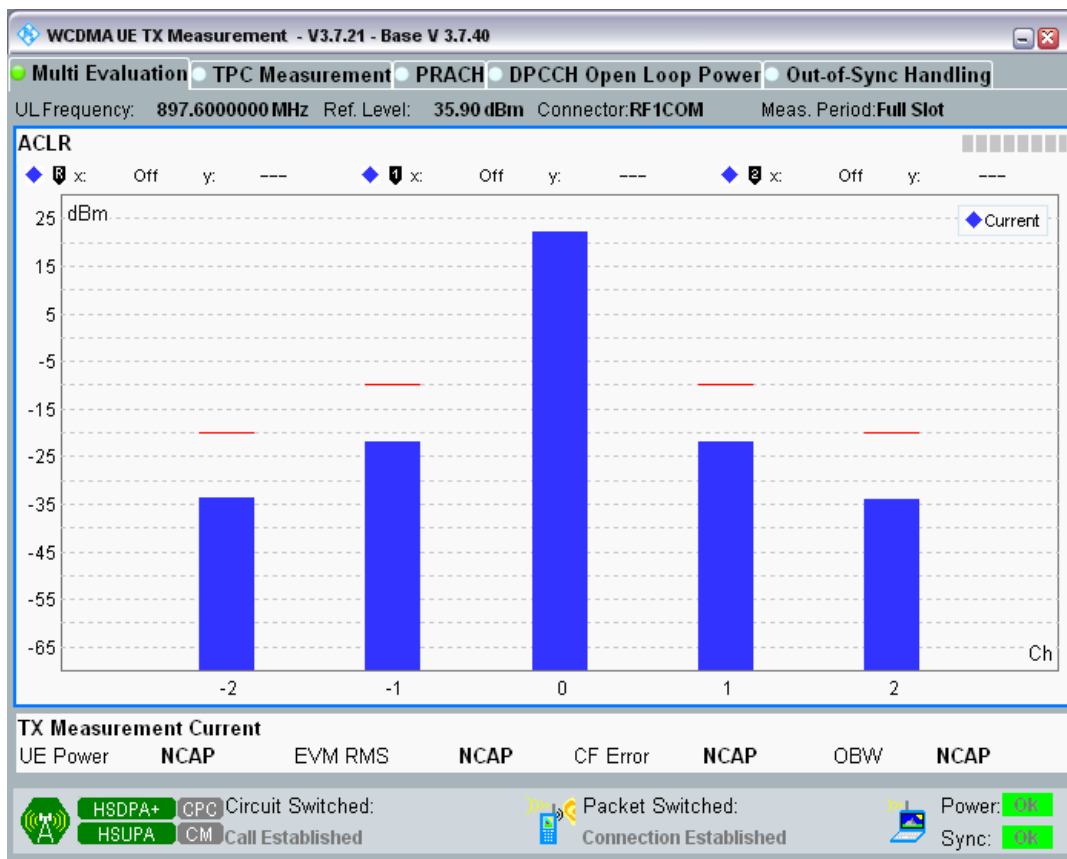 WCDMA UE TX Measurement - V3.7.21 - Base V 3.7.40
Multi Evaluation TPC Measurement PRACH DPCCH Open Loop Power Out-of-Sync Handling
UL Frequency: 897.6000000 MHz Ref. Level: 35.90 dBm Connector:RF1COM Meas. Period:Full Slot
ACLR
R x: Off y: --- 1 x: Off y: --- 2 x: Off y: ---
dBm
Current
25
15
5
-5
-15
-25
-35
-45
-55
-65
Ch
-2 -1 0 1 2
TX Measurement Current
UE Power NCAP EVM RMS NCAP CF Error NCAP OBW NCAP
HSDPA+ CPC Circuit Switched: Packet Switched: Power: OK
HSUPA CM Call Established Connection Established Sync: OK